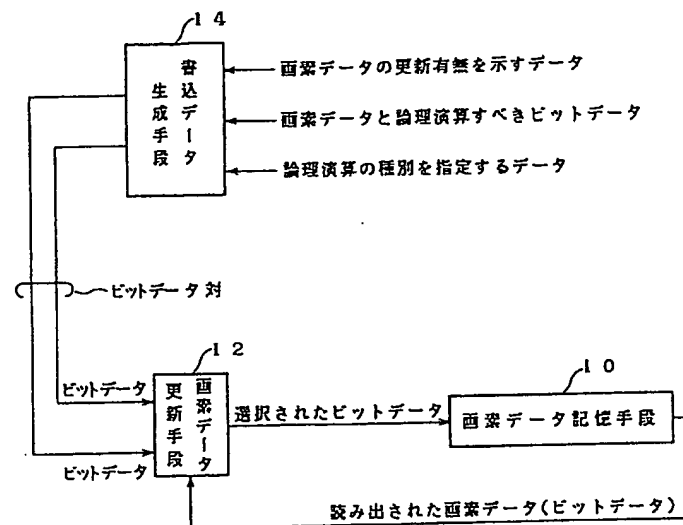 14
書込データ生成手段
画素データの更新有無を示すデータ
画素データと論理演算すべきビットデータ
論理演算の種別を指定するデータ
ビットデータ対
12
画素データ更新手段
ビットデータ
ビットデータ
選択されたビットデータ
10
画素データ記憶手段
読み出された画素データ(ビットデータ)